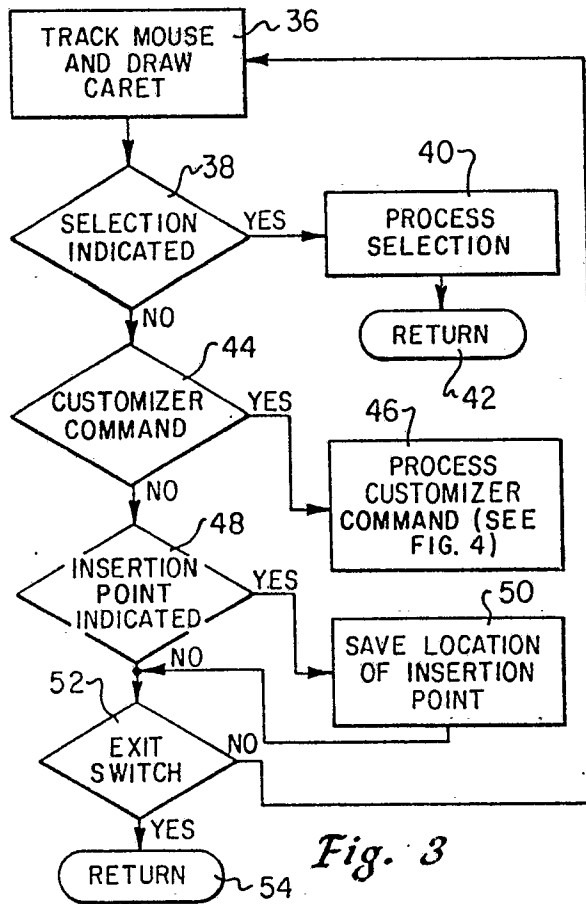 36
TRACK MOUSE
AND DRAW
CARET
38
SELECTION
INDICATED
YES
40
PROCESS
SELECTION
NO
RETURN
42
44
CUSTOMIZER
COMMAND
YES
46
PROCESS
CUSTOMIZER
COMMAND (SEE
FIG. 4)
NO
48
INSERTION
POINT
INDICATED
YES
50
SAVE LOCATION
OF INSERTION
POINT
NO
52
EXIT
SWITCH
NO
YES
RETURN
54
Fig. 3